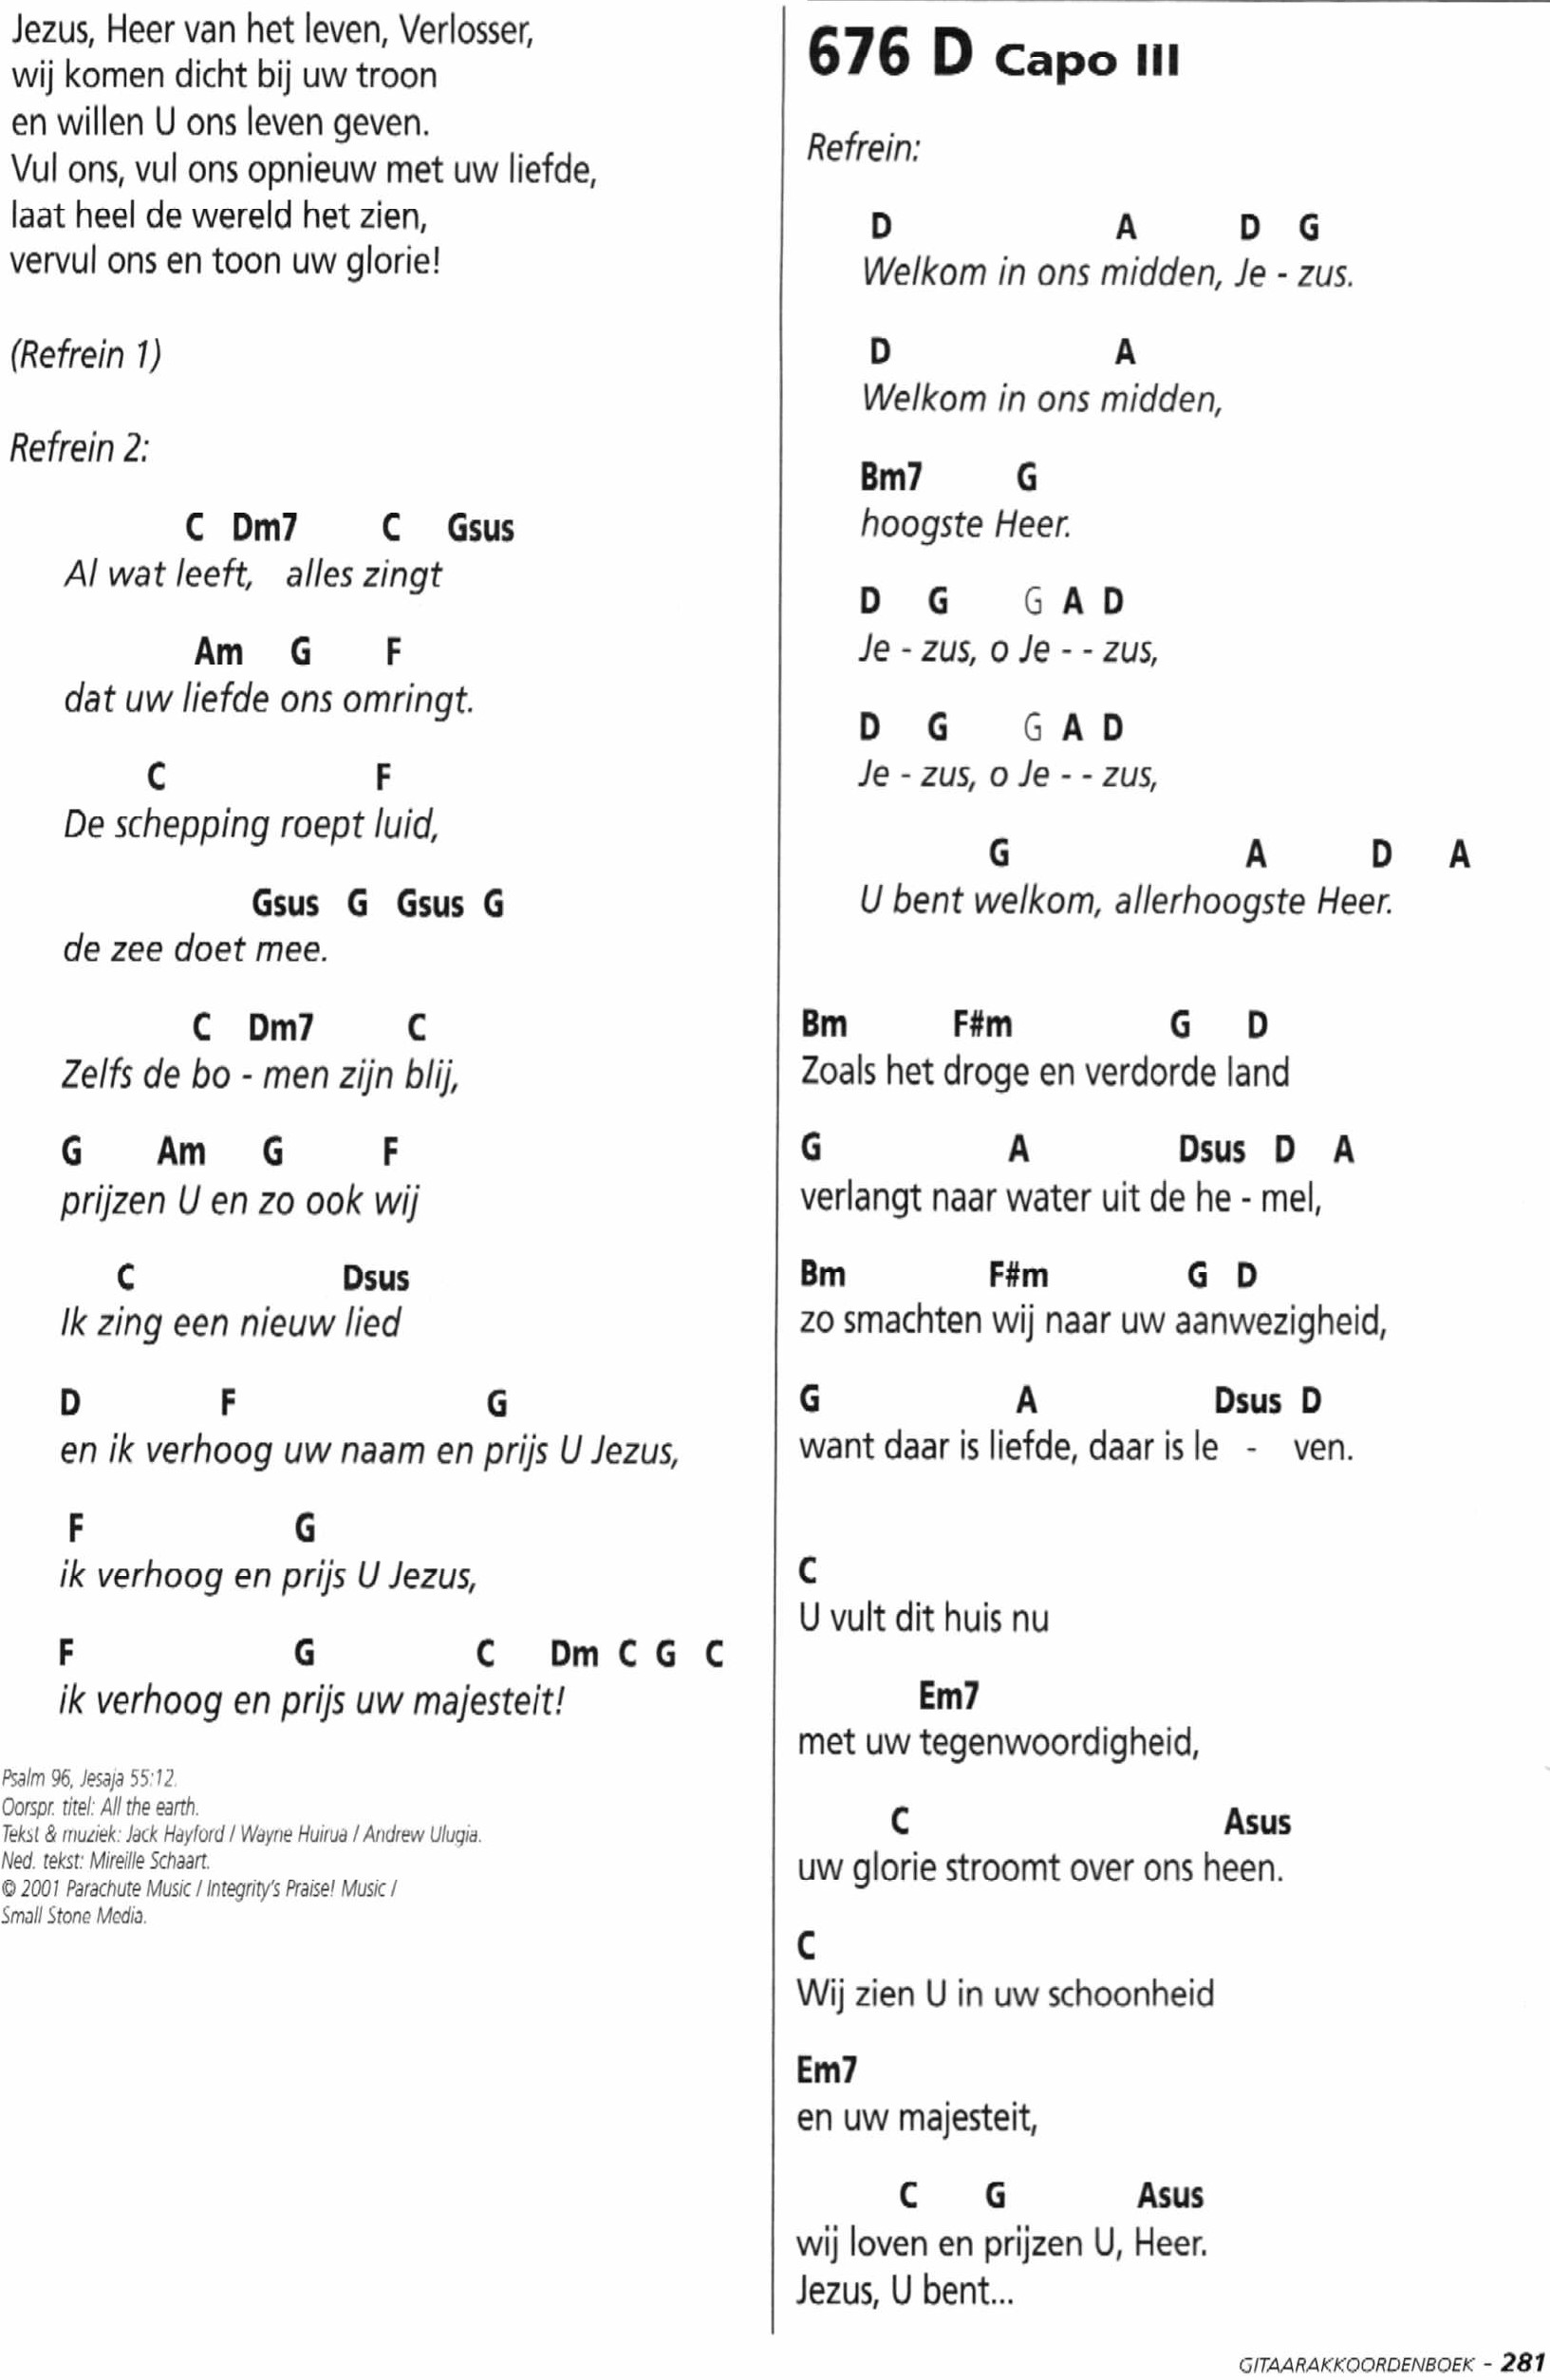 Jezus, Heer van het leven, Verlosser,
wij komen dicht bij uw troon
en willen U ons leven geven.
Vul ons, vul ons opnieuw met uw liefde,
laat heel de wereld het zien,
vervul ons en toon uw glorie!
(Refrein 1)
Refrein 2:
C Dm7 C Gsus
Al wat leeft, alles zingt
Am G F
dat uw liefde ons omringt.
C F
De schepping roept luid,
Gsus G Gsus G
de zee doet mee.
C Dm7 C
Zelfs de bo - men zijn blij,
G Am G F
prijzen U en zo ook wij
C Dsus
Ik zing een nieuw lied
D F G
en ik verhoog uw naam en prijs U Jezus,
F G
ik verhoog en prijs U Jezus,
F G C Dm C G C
ik verhoog en prijs uw majesteit!
Psalm 96, Jesaja 55:12.
Oorspr. titel: All the earth.
Tekst & muziek: Jack Hayford / Wayne Huirua / Andrew Ulugia.
Ned. tekst: Mireille Schaart.
© 2001 Parachute Music / Integrity's Praise! Music /
Small Stone Media.
676 D Capo III
Refrein:
D A D G
Welkom in ons midden, Je - zus.
D A
Welkom in ons midden,
Bm7 G
hoogste Heer.
D G G A D
Je - zus, o Je - - zus,
D G G A D
Je - zus, o Je - - zus,
G A D A
U bent welkom, allerhoogste Heer.
Bm F#m G D
Zoals het droge en verdorde land
G A Dsus D A
verlangt naar water uit de he - mel,
Bm F#m G D
zo smachten wij naar uw aanwezigheid,
G A Dsus D
want daar is liefde, daar is le - ven.
C
U vult dit huis nu
Em7
met uw tegenwoordigheid,
C Asus
uw glorie stroomt over ons heen.
C
Wij zien U in uw schoonheid
Em7
en uw majesteit,
C G Asus
wij loven en prijzen U, Heer.
Jezus, U bent...
GITAARAKKOORDENBOEK - 281